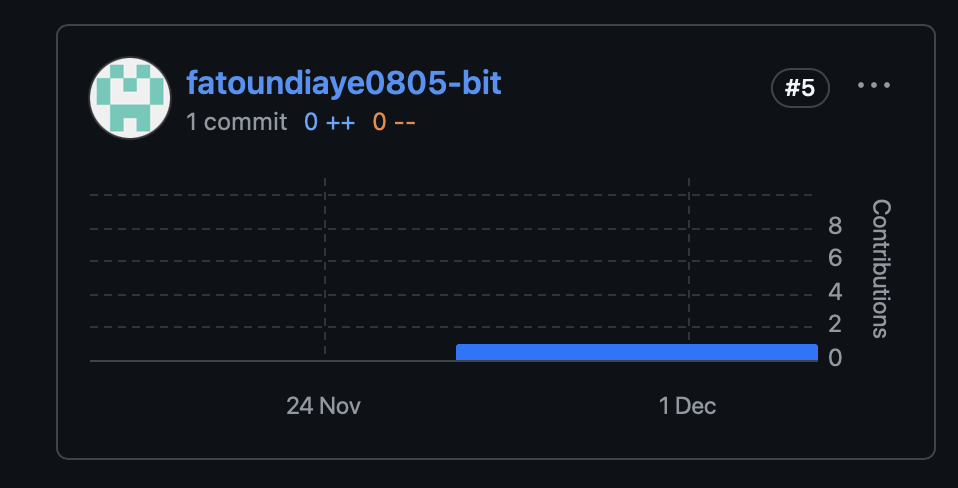 fatoundiaye0805-bit
#5
1 commit 0 ++ 0 --
8
6
4
2
0
Contributions
24 Nov
1 Dec